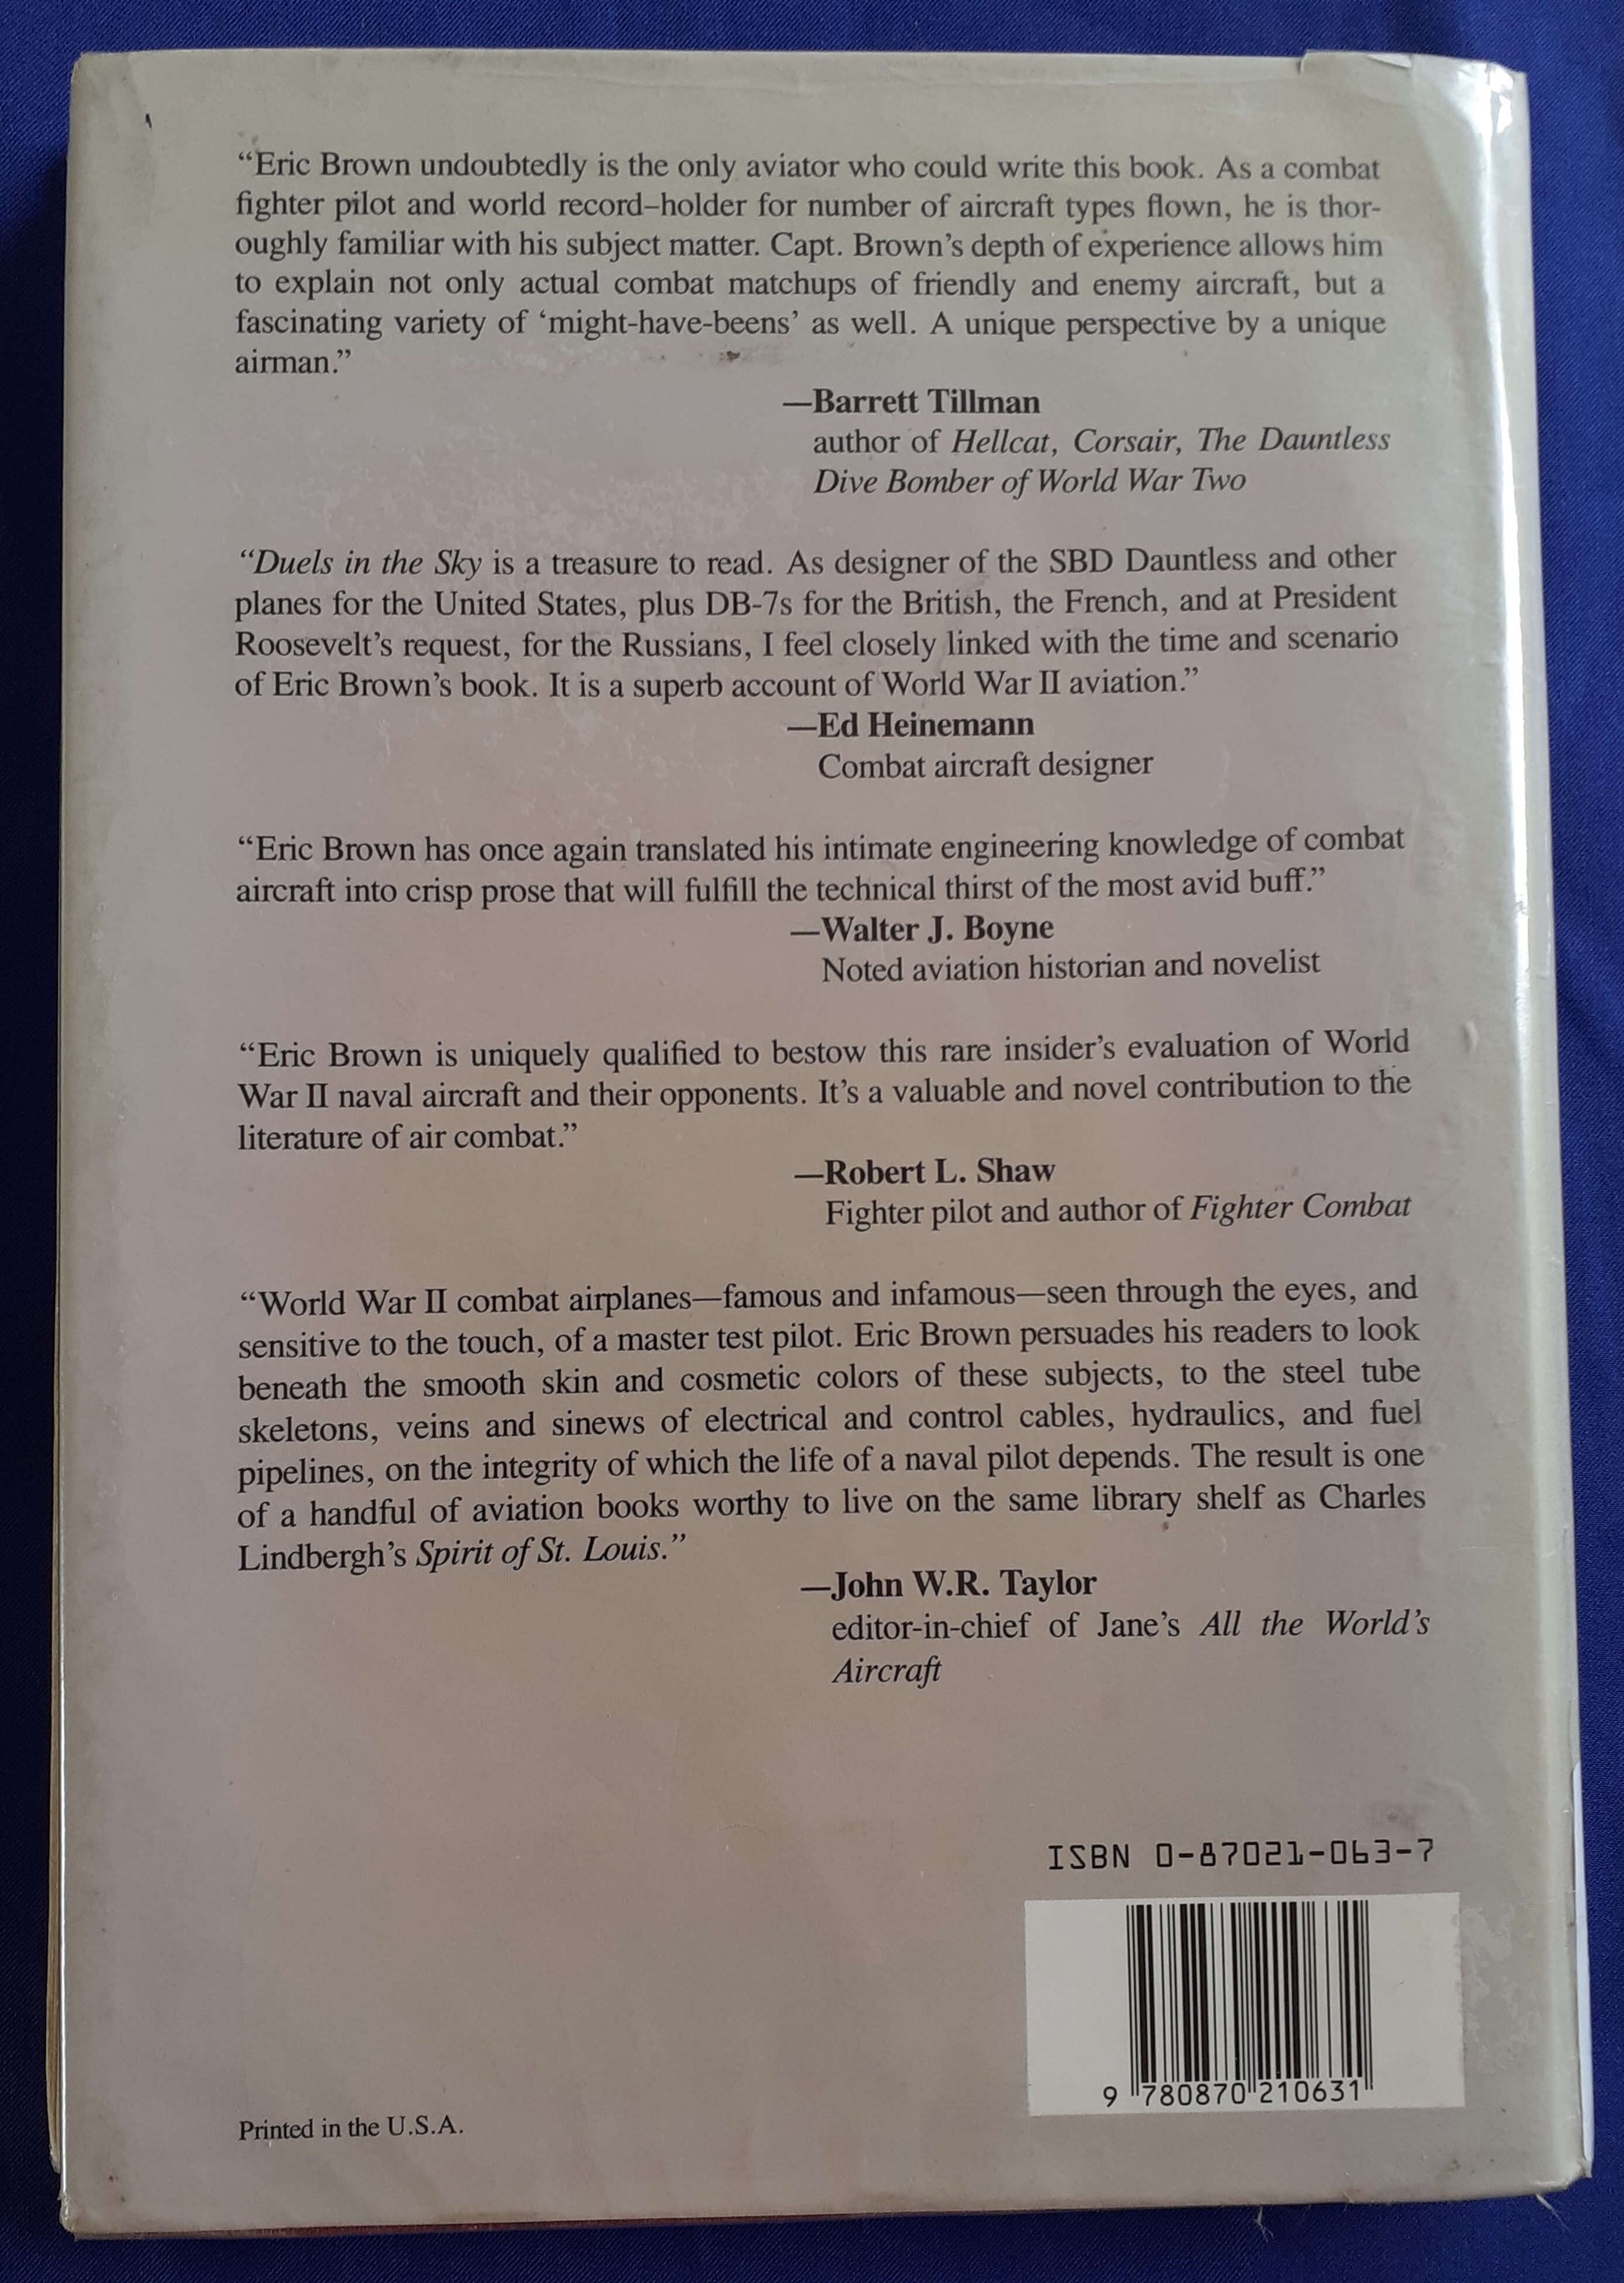 “Eric Brown undoubtedly is the only aviator who could write this book. As a combat
fighter pilot and world record–holder for number of aircraft types flown, he is thor-
oughly familiar with his subject matter. Capt. Brown’s depth of experience allows him
to explain not only actual combat matchups of friendly and enemy aircraft, but a
fascinating variety of ‘might-have-beens’ as well. A unique perspective by a unique
airman.”
—Barrett Tillman
author of Hellcat, Corsair, The Dauntless
Dive Bomber of World War Two
“Duels in the Sky is a treasure to read. As designer of the SBD Dauntless and other
planes for the United States, plus DB-7s for the British, the French, and at President
Roosevelt’s request, for the Russians, I feel closely linked with the time and scenario
of Eric Brown’s book. It is a superb account of World War II aviation.”
—Ed Heinemann
Combat aircraft designer
“Eric Brown has once again translated his intimate engineering knowledge of combat
aircraft into crisp prose that will fulfill the technical thirst of the most avid buff.”
—Walter J. Boyne
Noted aviation historian and novelist
“Eric Brown is uniquely qualified to bestow this rare insider’s evaluation of World
War II naval aircraft and their opponents. It’s a valuable and novel contribution to the
literature of air combat.”
—Robert L. Shaw
Fighter pilot and author of Fighter Combat
“World War II combat airplanes—famous and infamous—seen through the eyes, and
sensitive to the touch, of a master test pilot. Eric Brown persuades his readers to look
beneath the smooth skin and cosmetic colors of these subjects, to the steel tube
skeletons, veins and sinews of electrical and control cables, hydraulics, and fuel
pipelines, on the integrity of which the life of a naval pilot depends. The result is one
of a handful of aviation books worthy to live on the same library shelf as Charles
Lindbergh’s Spirit of St. Louis.”
—John W.R. Taylor
editor-in-chief of Jane’s All the World’s
Aircraft
ISBN 0-87021-063-7
9 780870 210631
Printed in the U.S.A.